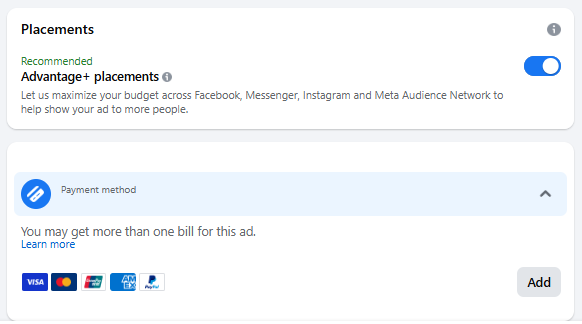 Placements
Recommended
Advantage+ placements
Let us maximize your budget across Facebook, Messenger, Instagram and Meta Audience Network to
help show your ad to more people.
Payment method
You may get more than one bill for this ad.
Learn more
VISA
AM
EX
PayPal
Add